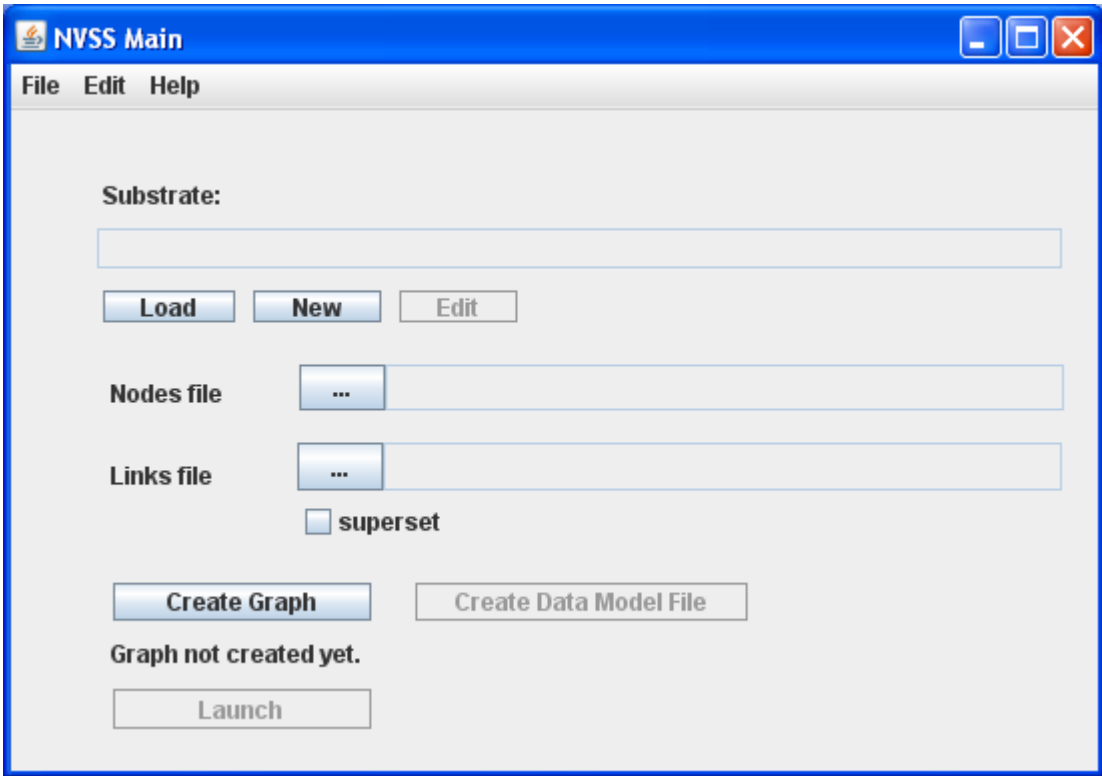 NVSS Main
File Edit Help
Substrate:
Load New Edit
Nodes file ...
Links file ...
superset
Create Graph Create Data Model File
Graph not created yet.
Launch